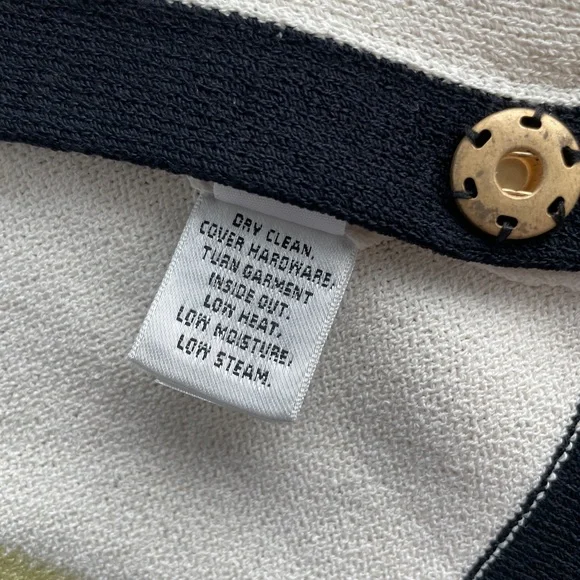 DRY CLEAN.
COVER HARDWARE.
TURN GARMENT
INSIDE OUT.
LOW HEAT.
LOW MOISTURE.
LOW STEAM.